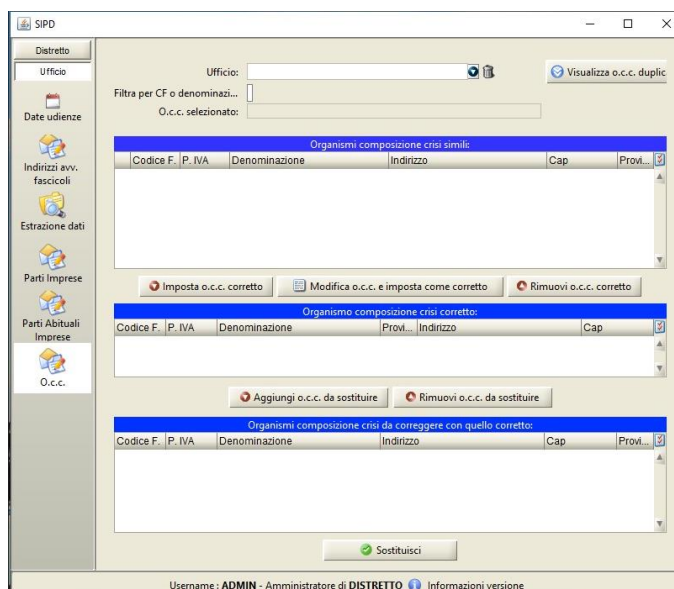 SIPD
Distretto
Ufficio
Date udienze
Indirizzi avv.
fascicoli
Estrazione dati
Parti Imprese
Parti Abituali
Imprese
O.c.c.
Ufficio:
Visualizza o.c.c. duplic
Filtra per CF o denominazi...
O.c.c. selezionato:
Organismi composizione crisi simili:
Codice F. P. IVA Denominazione Indirizzo Cap Provi...
Imposta o.c.c. corretto Modifica o.c.c. e imposta come corretto Rimuovi o.c.c. corretto
Organismo composizione crisi corretto:
Codice F. P. IVA Denominazione Provi... Indirizzo Cap
Aggiungi o.c.c. da sostituire Rimuovi o.c.c. da sostituire
Organismi composizione crisi da correggere con quello corretto:
Codice F. P. IVA Denominazione Indirizzo Cap Provi...
Sostituisci
Username : ADMIN - Amministratore di DISTRETTO Informazioni versione